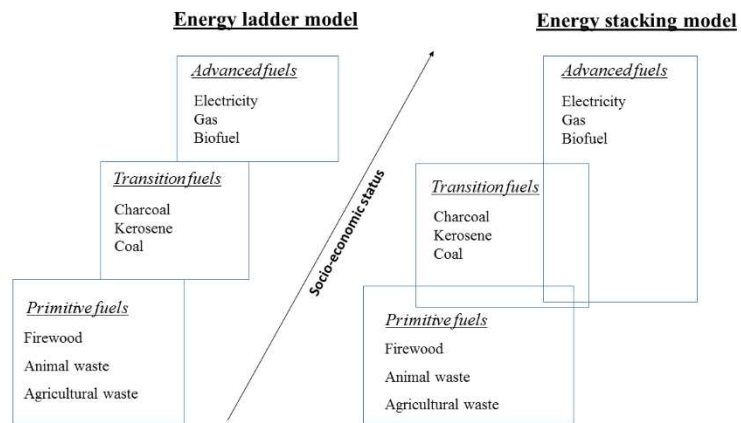 Energy ladder model
Advanced fuels
Electricity
Gas
Biofuel
Transition fuels
Charcoal
Kerosene
Coal
Primitive fuels
Firewood
Animal waste
Agricultural waste
Socio-economic status
Energy stacking model
Advanced fuels
Electricity
Gas
Biofuel
Transition fuels
Charcoal
Kerosene
Coal
Primitive fuels
Firewood
Animal waste
Agricultural waste